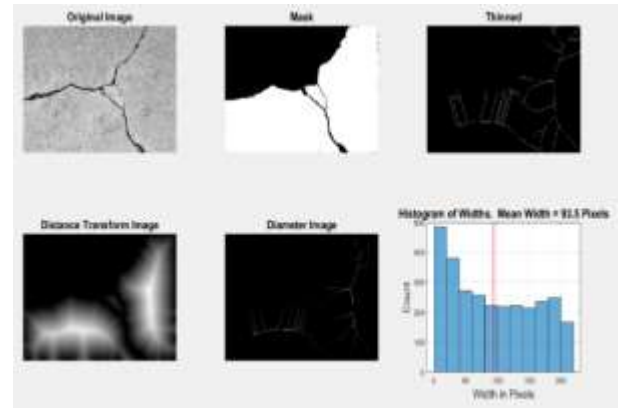 Original Image
Mask
Thinned
Distance Transform Image
Diameter Image
Histogram of Widths. Mean Width = 93.5 Pixels
Count
0
Width in Pixels